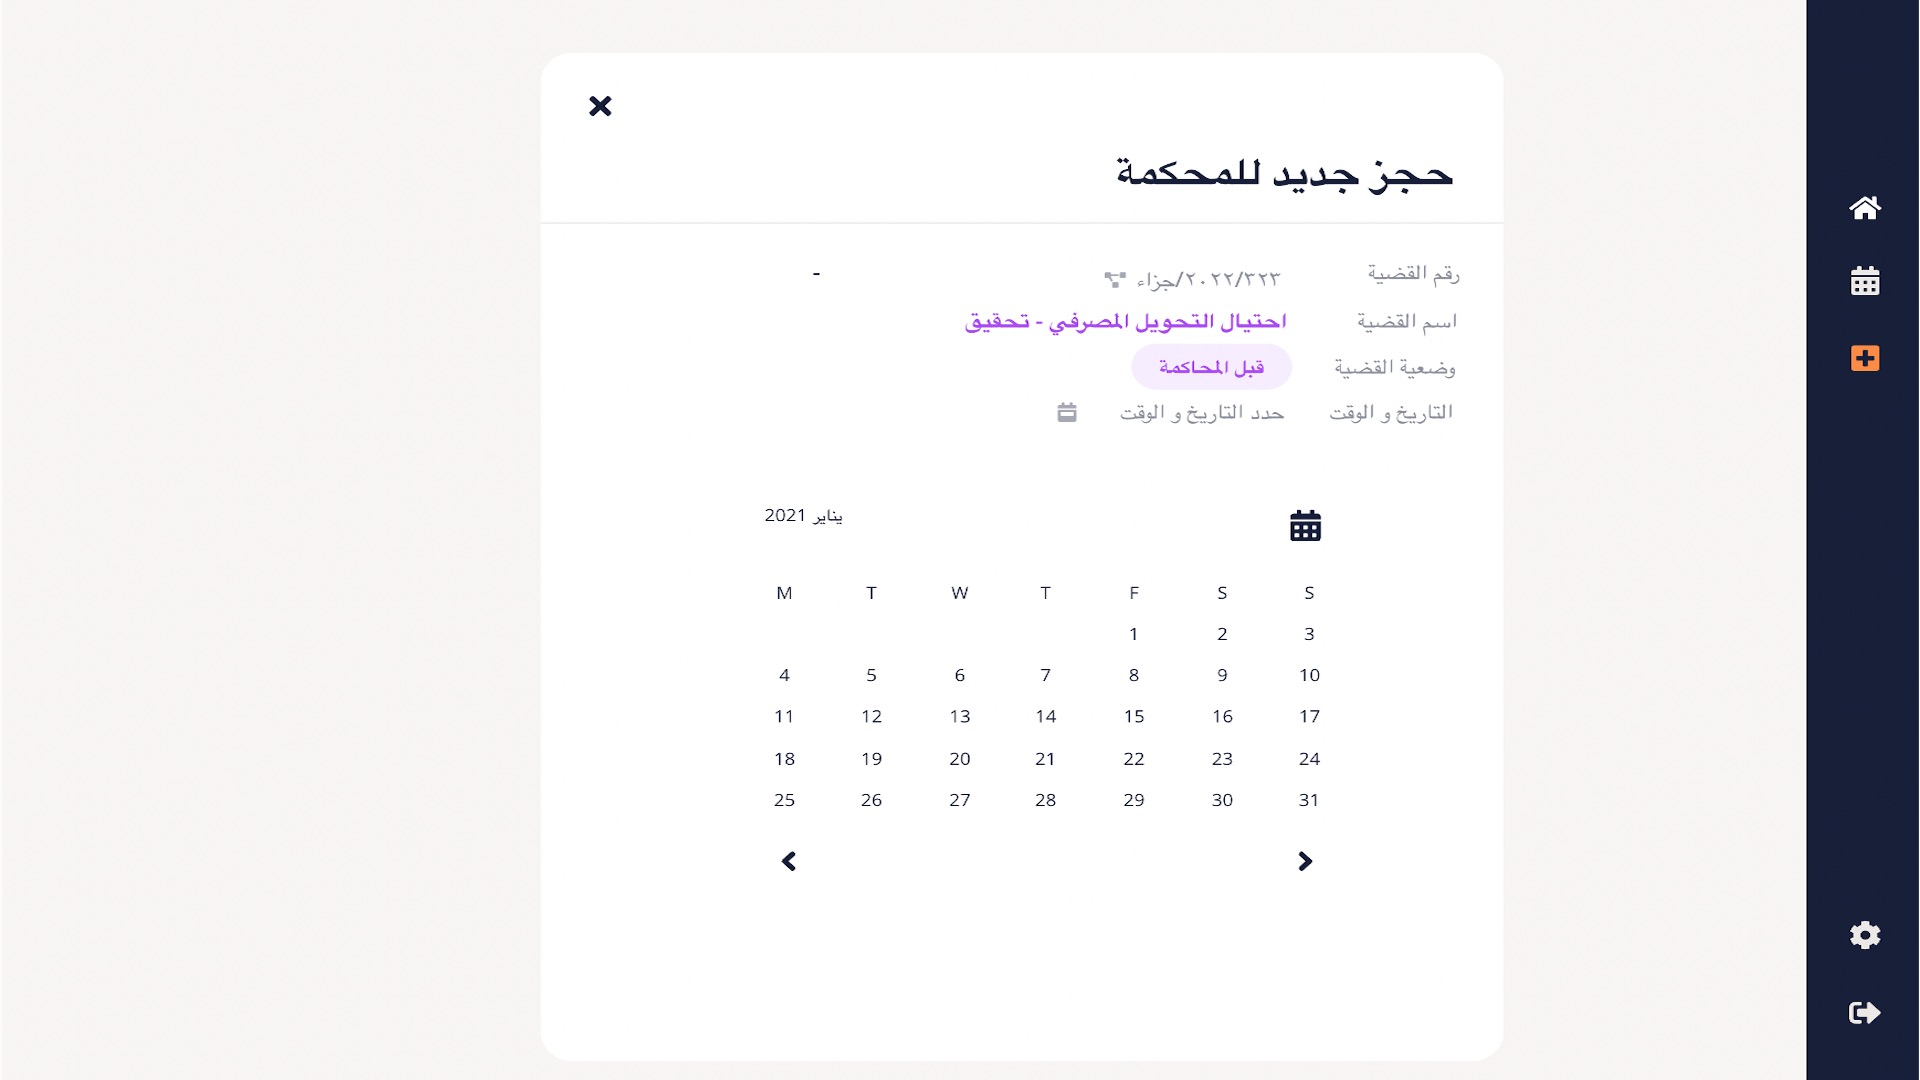 حجز جديد للمحكمة
رقم القضية ٢٠٢٢/٣٢٣/جزاء -
اسم القضية احتيال التحويل المصرفي - تحقيق
وضعية القضية قبل المحاكمة
التاريخ و الوقت حدد التاريخ و الوقت
يناير 2021
M T W T F S S
1 2 3
4 5 6 7 8 9 10
11 12 13 14 15 16 17
18 19 20 21 22 23 24
25 26 27 28 29 30 31